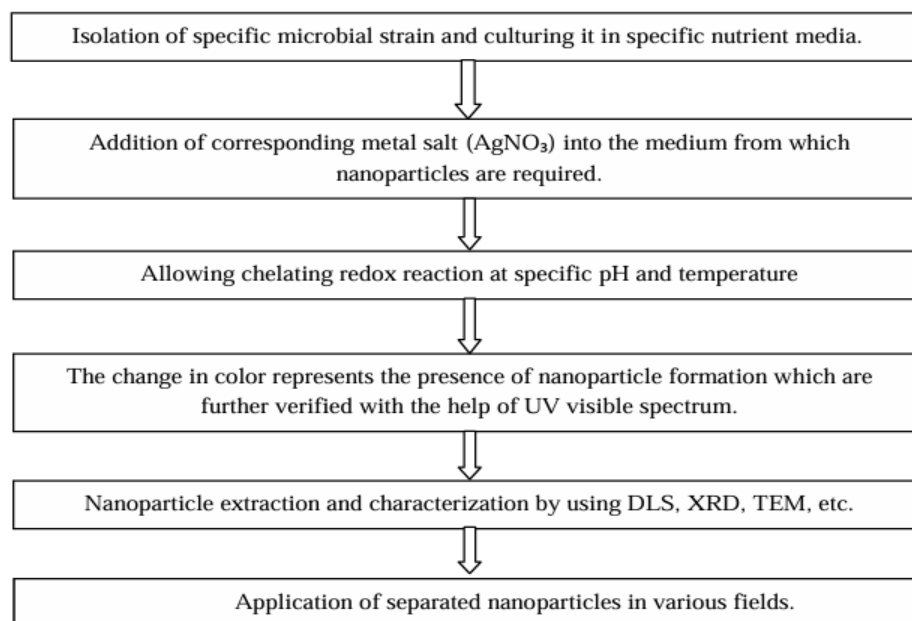 Isolation of specific microbial strain and culturing it in specific nutrient media.
Addition of corresponding metal salt (AgNO₃) into the medium from which
nanoparticles are required.
Allowing chelating redox reaction at specific pH and temperature
The change in color represents the presence of nanoparticle formation which are
further verified with the help of UV visible spectrum.
Nanoparticle extraction and characterization by using DLS, XRD, TEM, etc.
Application of separated nanoparticles in various fields.